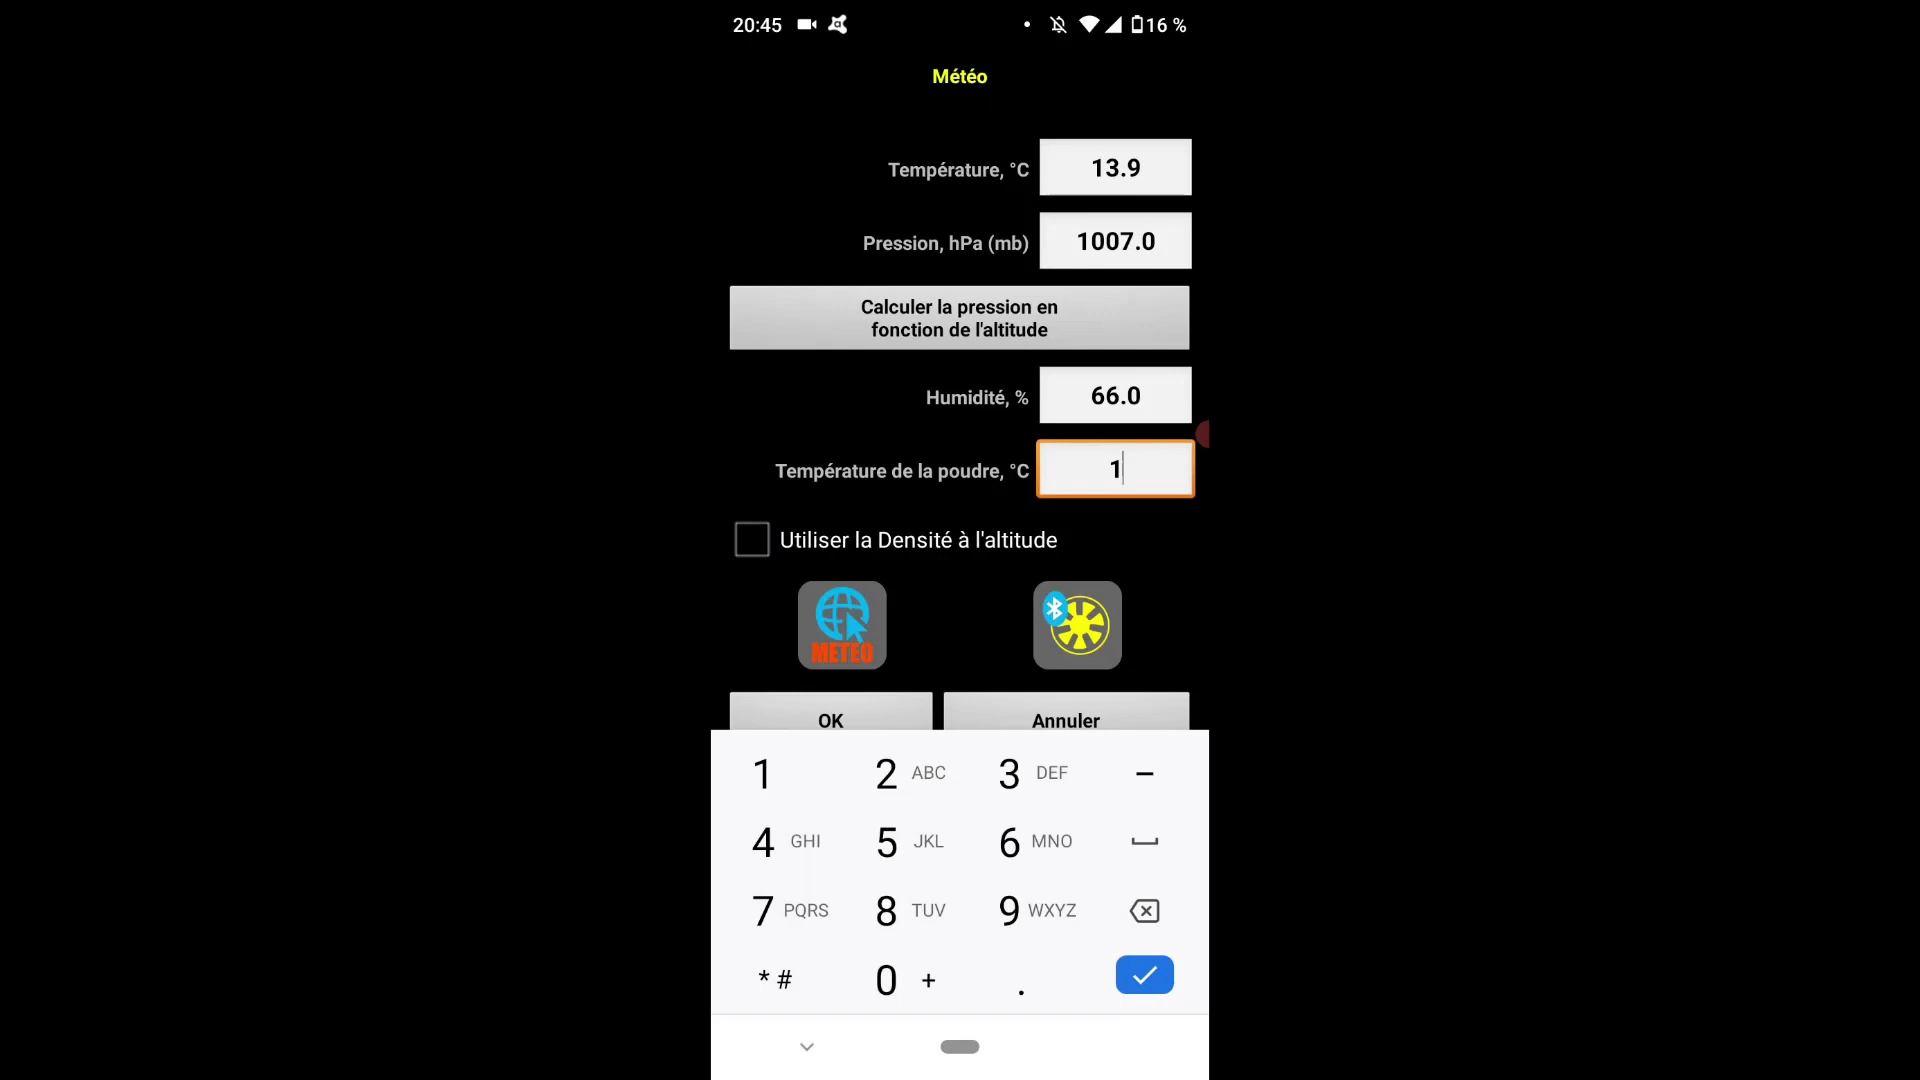 20:45
16 %
Météo
Température, °C
13.9
Pression, hPa (mb)
1007.0
Calculer la pression en
fonction de l'altitude
Humidité, %
66.0
Température de la poudre, °C
1
Utiliser la Densité à l'altitude
METEO
OK
Annuler
1
2 ABC
3 DEF
–
4 GHI
5 JKL
6 MNO
7 PQRS
8 TUV
9 WXYZ
* #
0 +
.